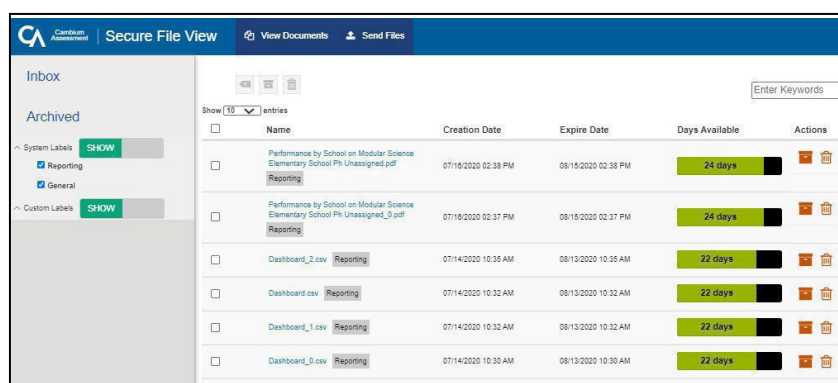 CA Cambium Assessment | Secure File View View Documents Send Files
Inbox
Archived
System Labels SHOW
Reporting
General
Custom Labels SHOW
Enter Keywords
Show 10 entries
Name Creation Date Expire Date Days Available Actions
Performance by School on Modular Science
Elementary School Ph Unassigned.pdf
Reporting
07/16/2020 02:38 PM 08/15/2020 02:38 PM 24 days
Performance by School on Modular Science
Elementary School Ph Unassigned_0.pdf
Reporting
07/16/2020 02:37 PM 08/15/2020 02:37 PM 24 days
Dashboard_2.csv Reporting 07/14/2020 10:35 AM 08/13/2020 10:35 AM 22 days
Dashboard.csv Reporting 07/14/2020 10:32 AM 08/13/2020 10:32 AM 22 days
Dashboard_1.csv Reporting 07/14/2020 10:32 AM 08/13/2020 10:32 AM 22 days
Dashboard_0.csv Reporting 07/14/2020 10:30 AM 08/13/2020 10:30 AM 22 days